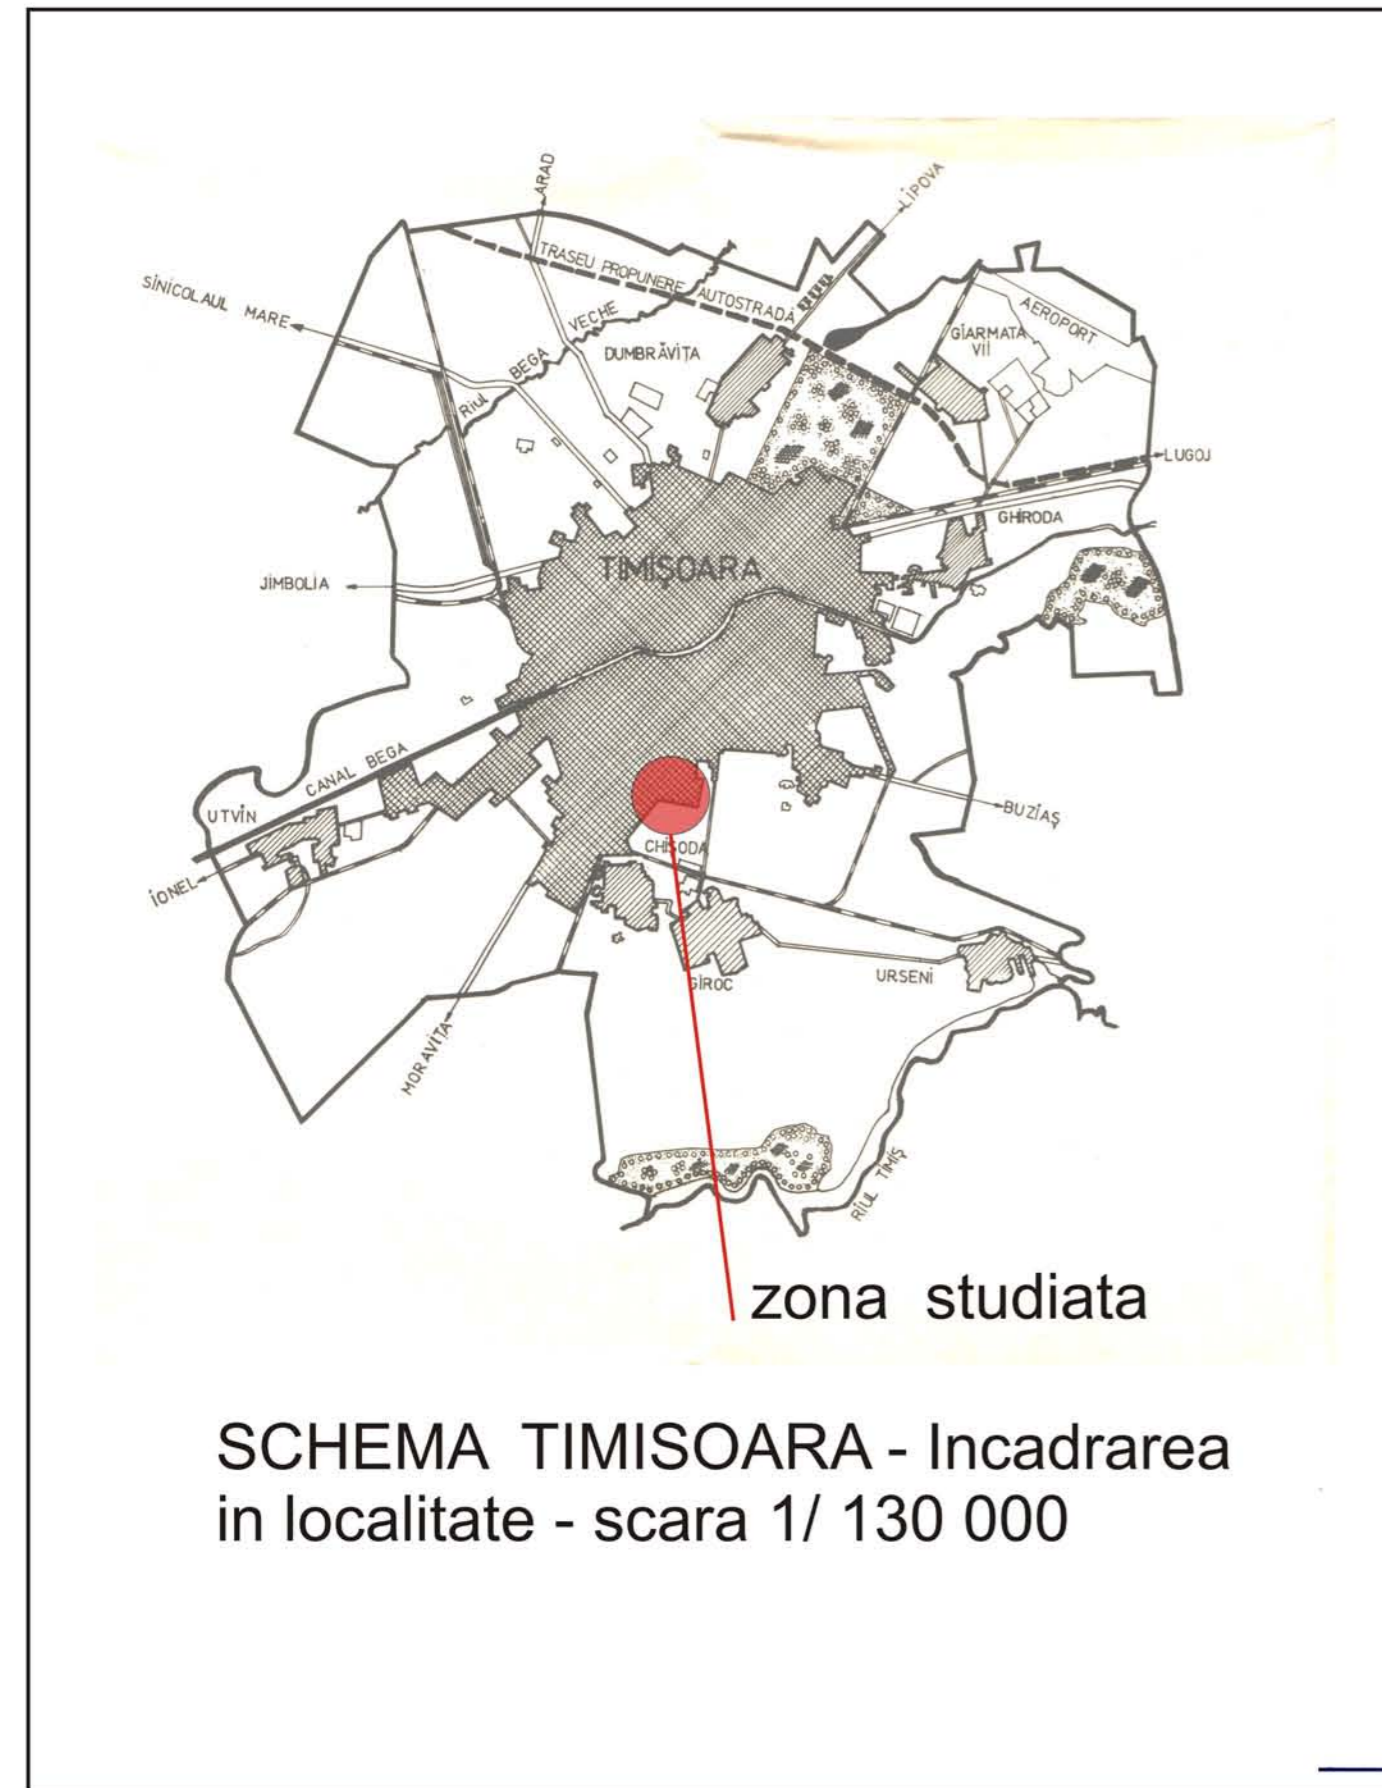 ARAD
LIPOVA
SÎNICOLAUL MARE
TRASEU PROPUNERE AUTOSTRADĂ
AEROPORT
GIARMATA
VII
Rîul BEGA VECHE
DUMBRĂVIȚA
LUGOJ
GHIRODA
TIMIȘOARA
JIMBOLIA
CANAL BEGA
UTVIN
BUZIAȘ
CHIȘODA
IONEL
URSENI
GIROC
MORAVIȚA
RÎUL TIMIȘ
zona studiata
SCHEMA TIMISOARA - Incadrarea
in localitate - scara 1/ 130 000